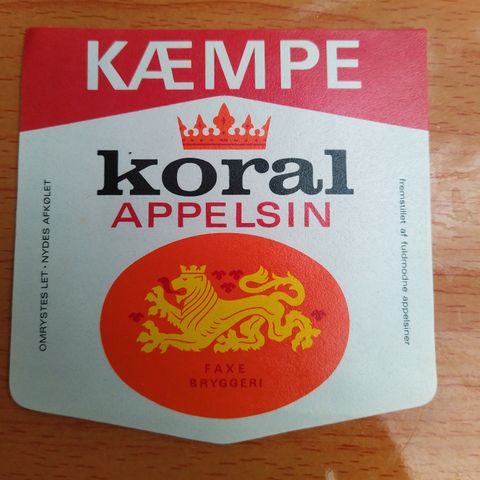 KÆMPE
koral
APPELSIN
OMRYSTES LET · NYDES AFKØLET
fremstillet af fuldmodne appelsiner
FAXE
BRYGGERI